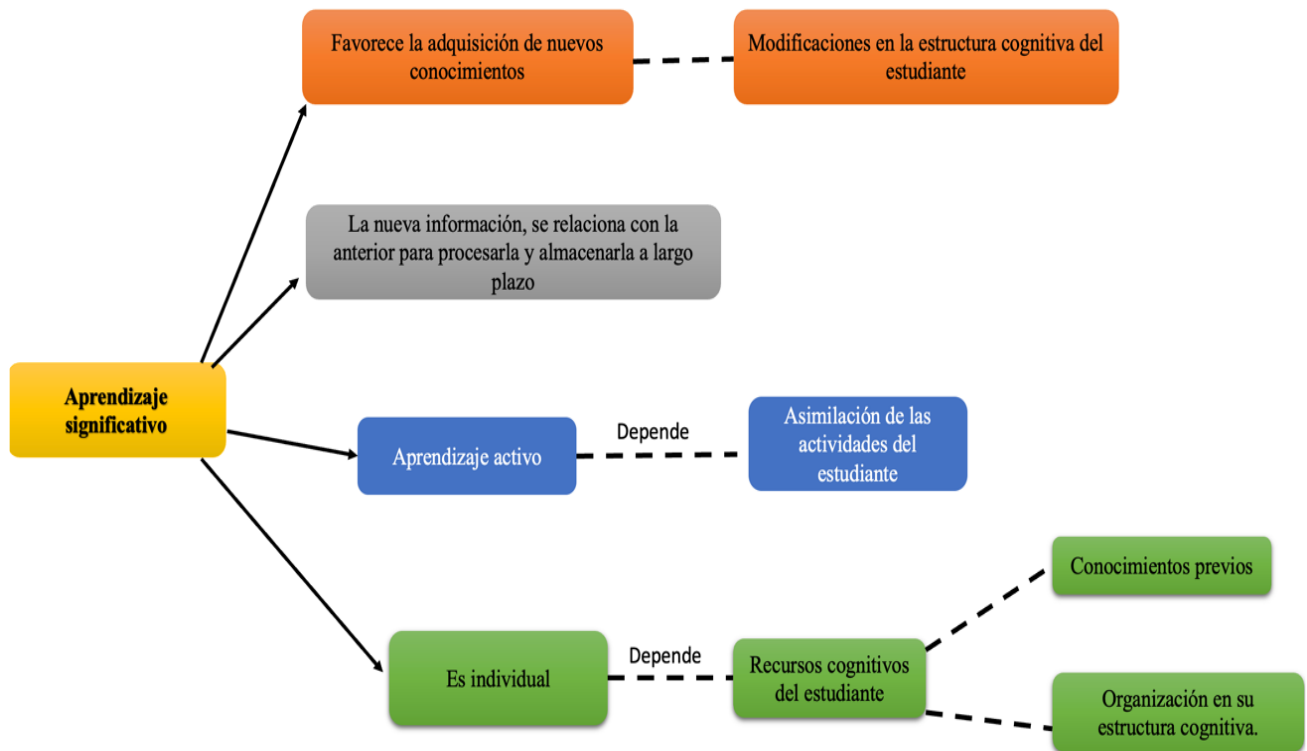 Favorece la adquisición de nuevos
conocimientos
Modificaciones en la estructura cognitiva del
estudiante
La nueva información, se relaciona con la
anterior para procesarla y almacenarla a largo
plazo
Aprendizaje
significativo
Aprendizaje activo
Depende
Asimilación de las
actividades del
estudiante
Es individual
Depende
Recursos cognitivos
del estudiante
Conocimientos previos
Organización en su
estructura cognitiva.